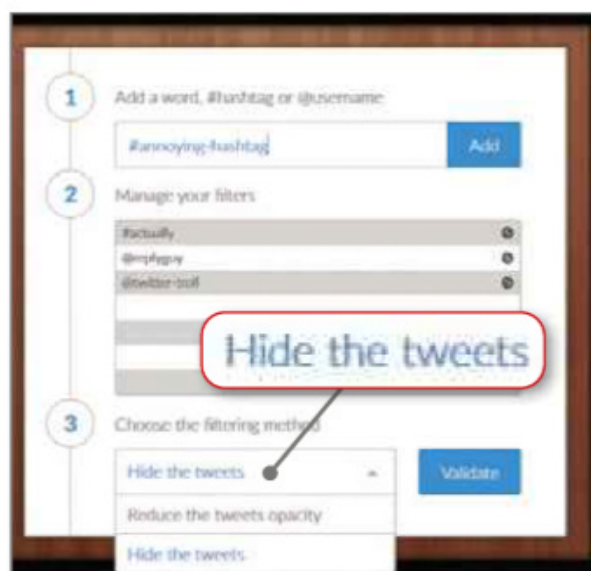 1
Add a word, #hashtag or @username
#annoying-hashtag
Add
2
Manage your filters
#actually
@replyguy
@twitter-troll
Hide the tweets
3
Choose the filtering method
Hide the tweets
Validate
Reduce the tweets opacity
Hide the tweets